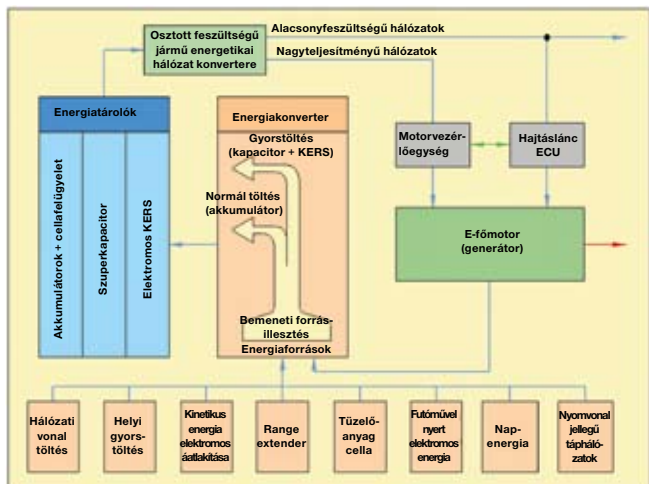 Osztott feszültségű
jármű energetikai
hálózat konvertere
Alacsonyfeszültségű hálózatok
Nagyteljesítményű hálózatok
Energiatárolók
Akkumulátorok + cellafelügyelet
Szuperkapacitor
Elektromos KERS
Energiakonverter
Gyorstöltés
(kapacitor + KERS)
Normál töltés
(akkumulátor)
Bemeneti forrás-
illesztés
Energiaforrások
Motorvezér-
lőegység
Hajtáslánc
ECU
E-főmotor
(generátor)
Hálózati
vonal
töltés
Helyi
gyors-
töltés
Kinetikus
energia
elektromos
áatlakítása
Range
extender
Tüzelő-
anyag
cella
Futóművel
nyert
elektromos
energia
Nap-
energia
Nyomvonal
jellegű
tápháló-
zatok